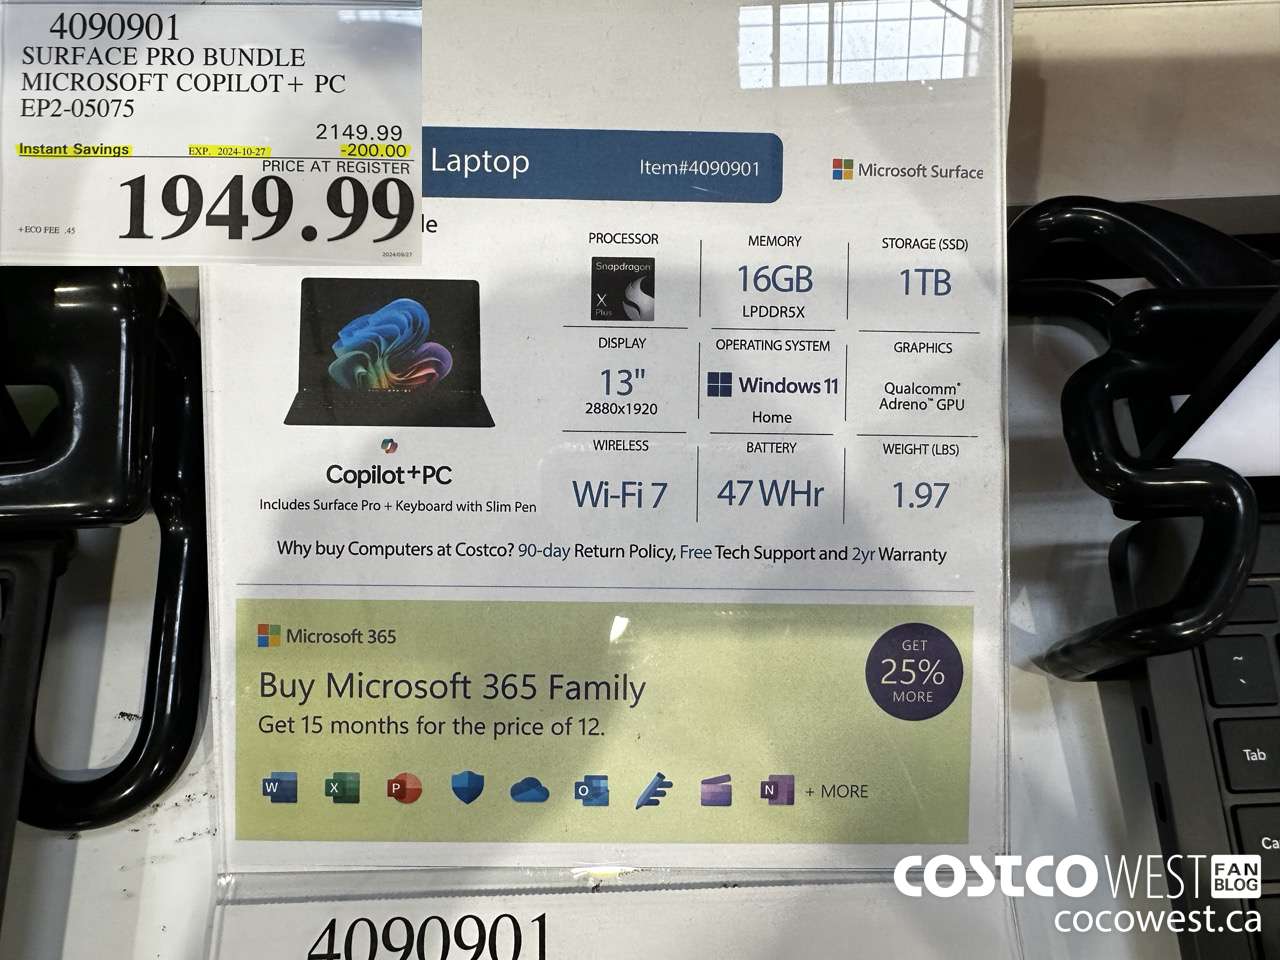 4090901
SURFACE PRO BUNDLE
MICROSOFT COPILOT+ PC
EP2-05075
2149.99
Instant Savings EXP. 2024-10-27 -200.00
PRICE AT REGISTER
1949.99
+ECO FEE .45
2024/09/27
Laptop Item#4090901
Microsoft Surface
le
PROCESSOR
Snapdragon
X
Plus
MEMORY
16GB
LPDDR5X
STORAGE (SSD)
1TB
DISPLAY
13"
2880x1920
OPERATING SYSTEM
Windows 11
Home
GRAPHICS
Qualcomm®
Adreno™ GPU
WIRELESS
Wi-Fi 7
BATTERY
47 WHr
WEIGHT (LBS)
1.97
Copilot+PC
Includes Surface Pro + Keyboard with Slim Pen
Why buy Computers at Costco? 90-day Return Policy, Free Tech Support and 2yr Warranty
Microsoft 365
Buy Microsoft 365 Family
Get 15 months for the price of 12.
GET
25%
MORE
W X P O N + MORE
4090901
~
Tab
Ca
COSTCO WEST FAN BLOG
cocowest.ca